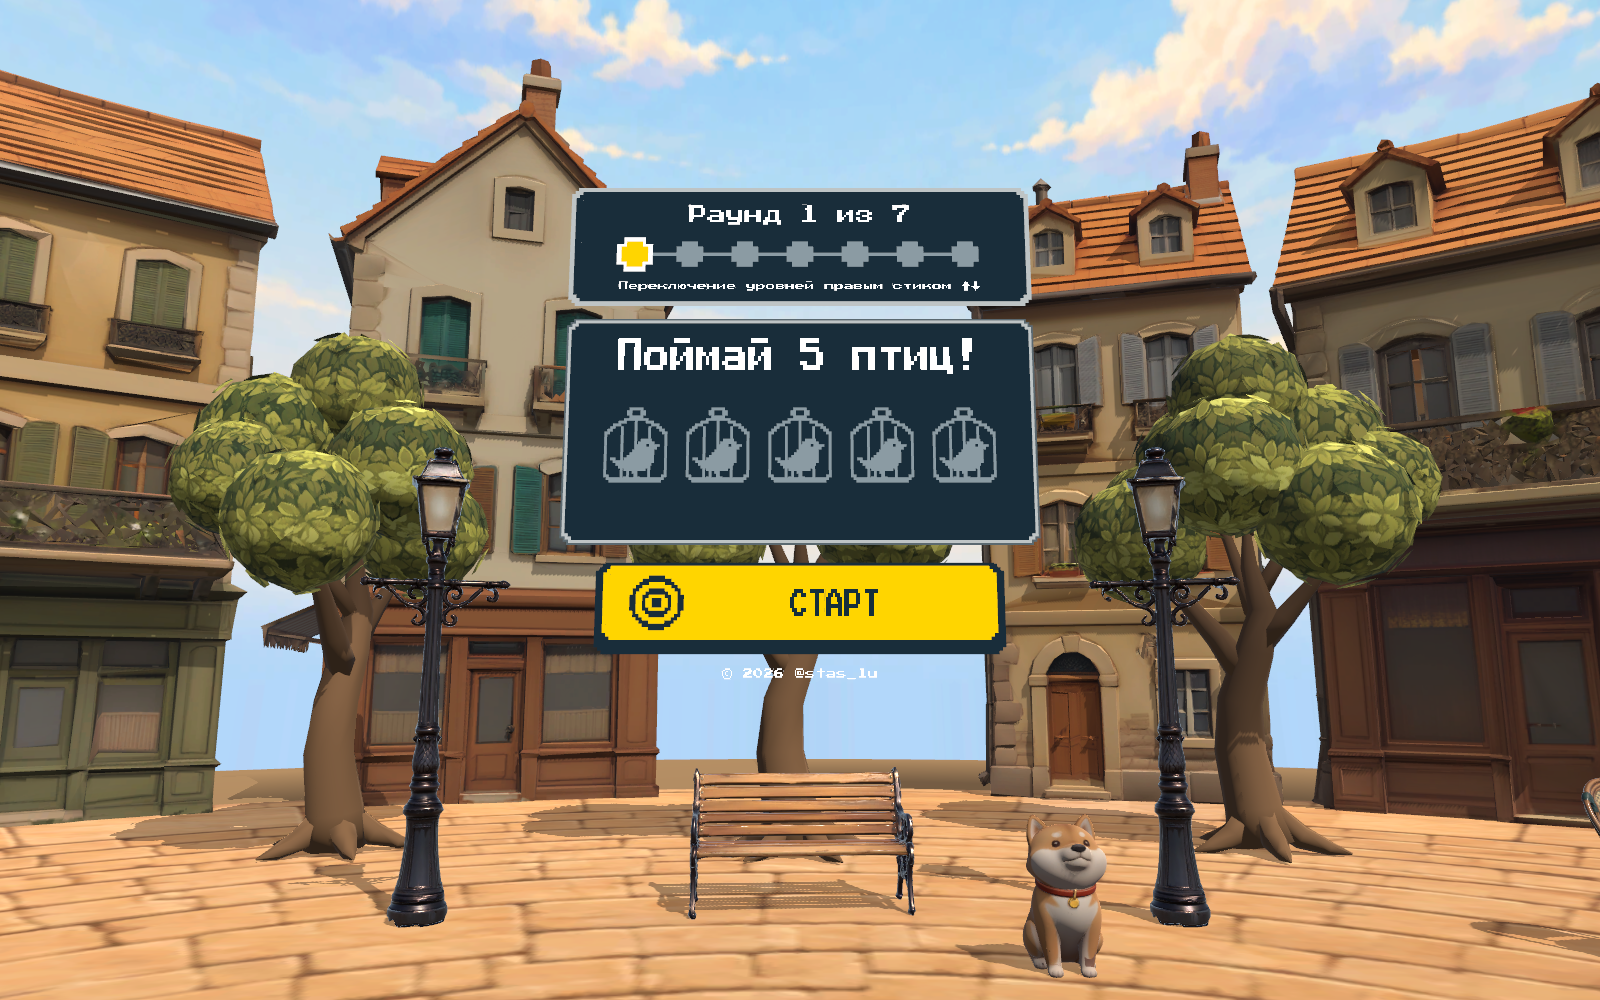 Раунд 1 из 7
Переключение уровней правым стиком ↑↓
Поймай 5 птиц!
СТАРТ
© 2026 @stas_lu